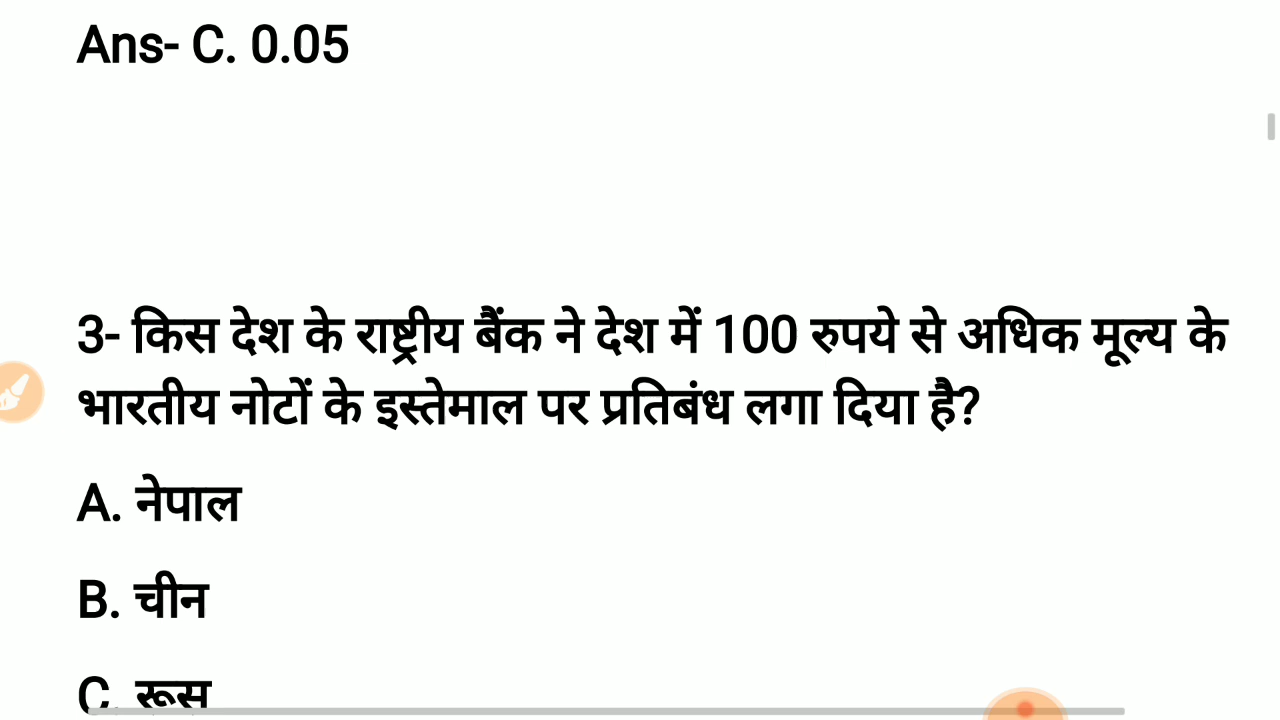 Ans- C. 0.05
3- किस देश के राष्ट्रीय बैंक ने देश में 100 रुपये से अधिक मूल्य के
भारतीय नोटों के इस्तेमाल पर प्रतिबंध लगा दिया है?
A. नेपाल
B. चीन
C. रूस